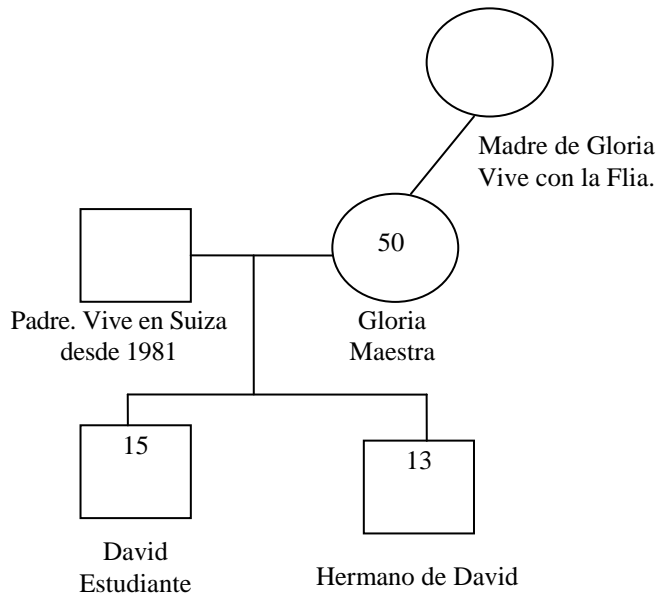 Madre de Gloria
Vive con la Flia.
50
Padre. Vive en Suiza
desde 1981
Gloria
Maestra
15
13
David
Estudiante
Hermano de David